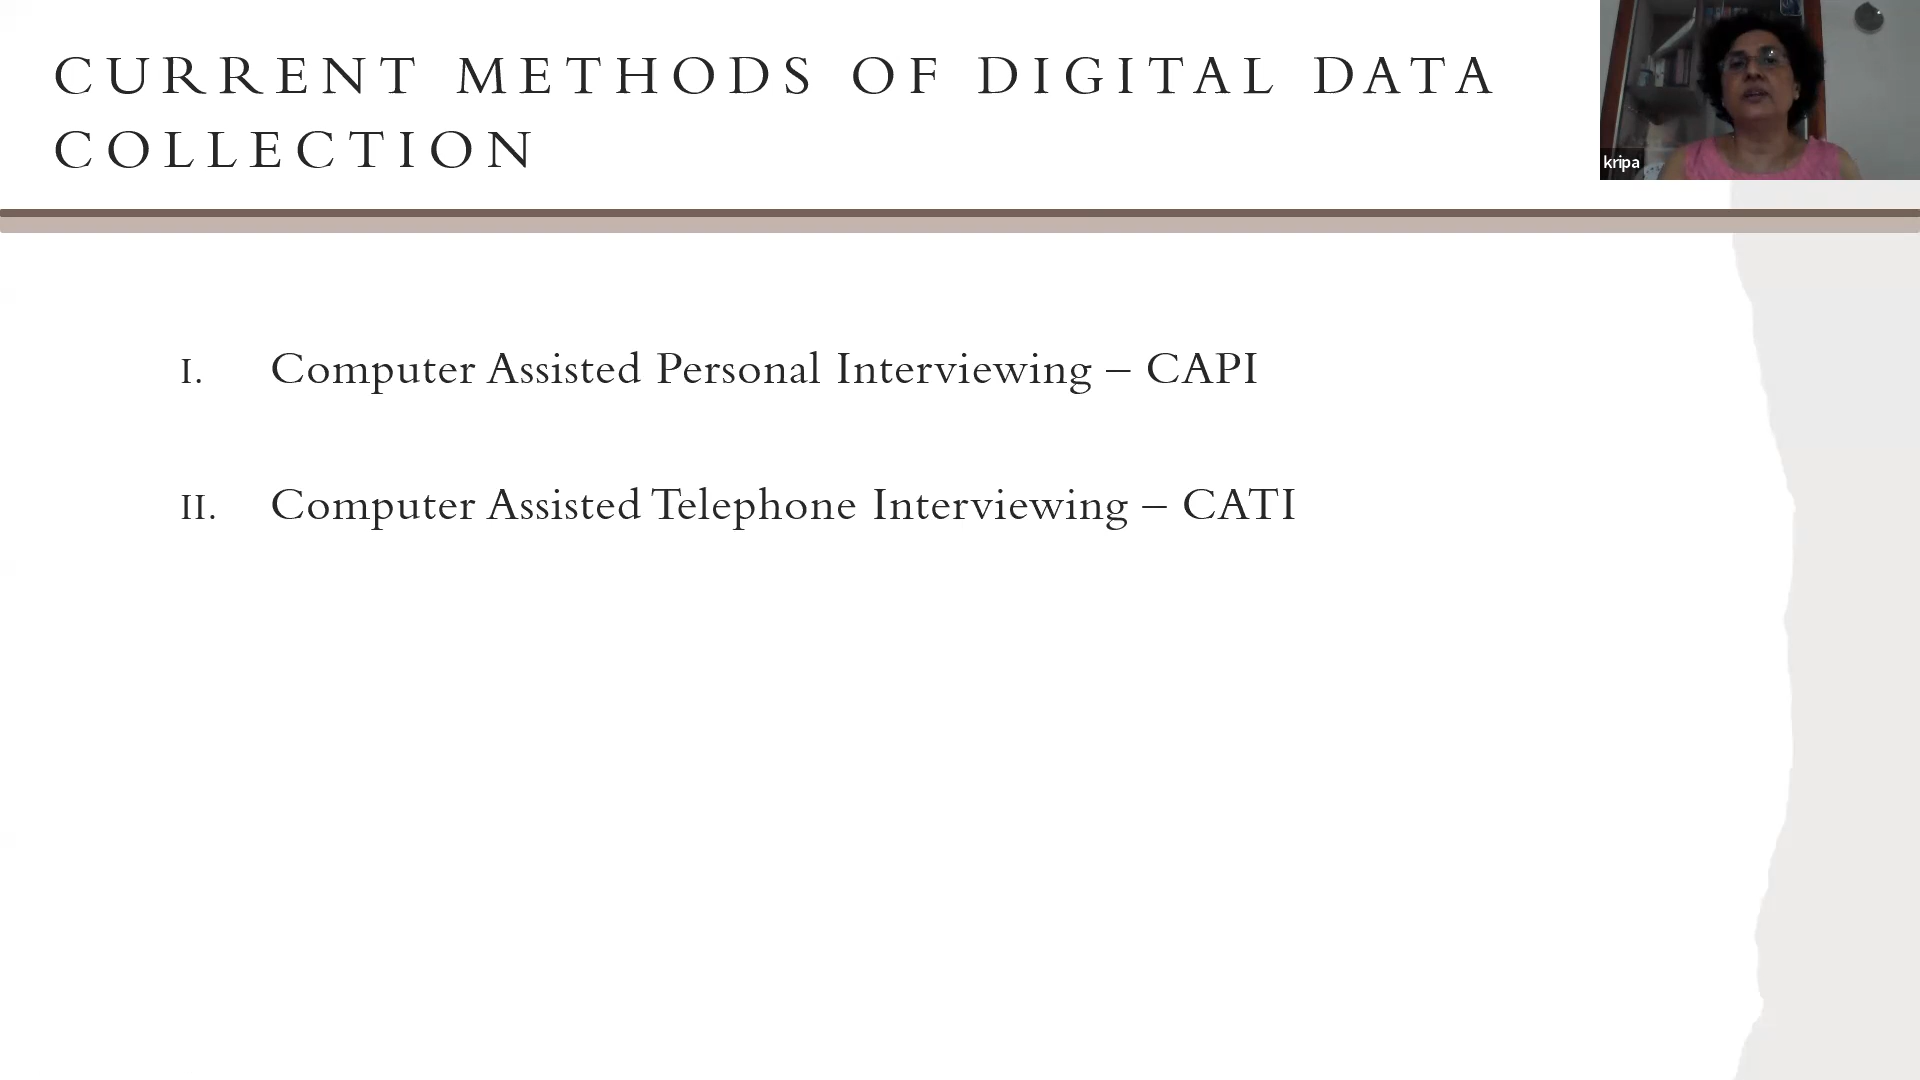 CURRENT METHODS OF DIGITAL DATA
COLLECTION
kripa
I. Computer Assisted Personal Interviewing – CAPI
II. Computer Assisted Telephone Interviewing – CATI